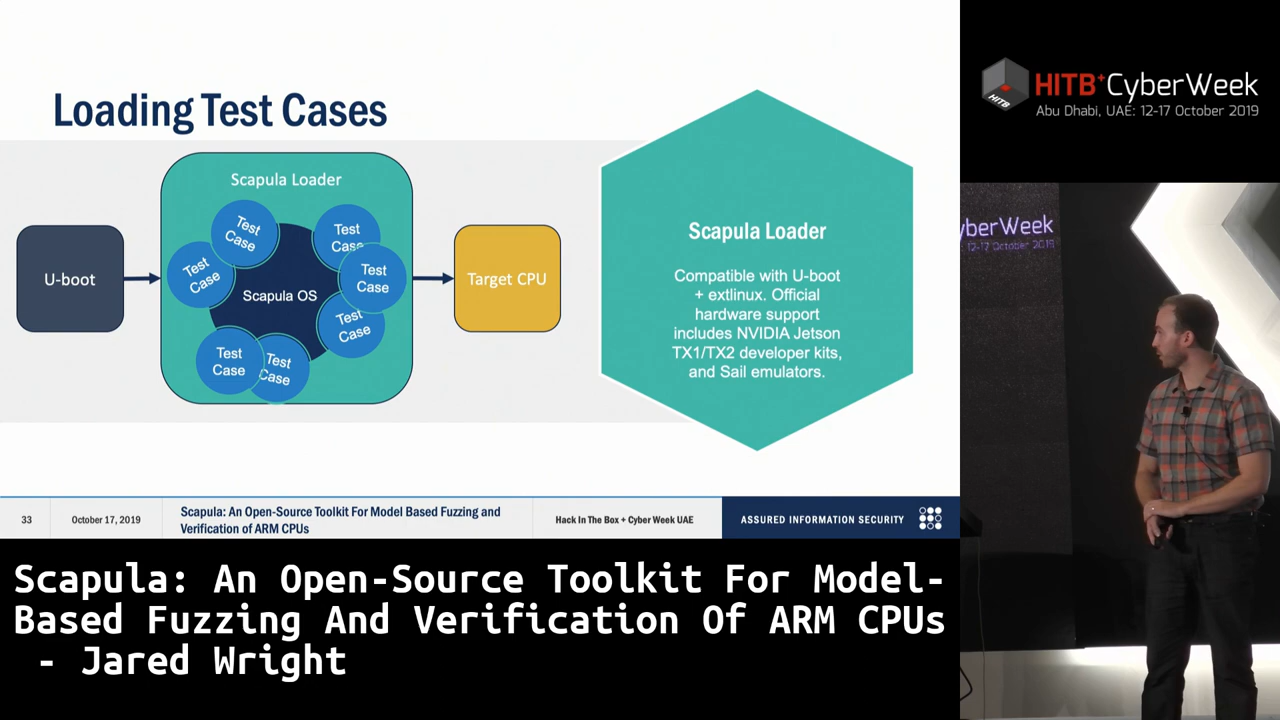 Loading Test Cases
Scapula Loader
U-boot
Test
Case
Test
Case
Test
Case
Test
Case
Test
Case
Test
Case
Test
Case
Scapula OS
Target CPU
Scapula Loader
Compatible with U-boot
+ extlinux. Official
hardware support
includes NVIDIA Jetson
TX1/TX2 developer kits,
and Sail emulators.
33
October 17, 2019
Scapula: An Open-Source Toolkit For Model Based Fuzzing and
Verification of ARM CPUs
Hack In The Box + Cyber Week UAE
ASSURED INFORMATION SECURITY
HITB
HITB+CyberWeek
Abu Dhabi, UAE: 12-17 October 2019
yberWeek
12-17 October 2019
Scapula: An Open-Source Toolkit For Model-
Based Fuzzing And Verification Of ARM CPUs
- Jared Wright